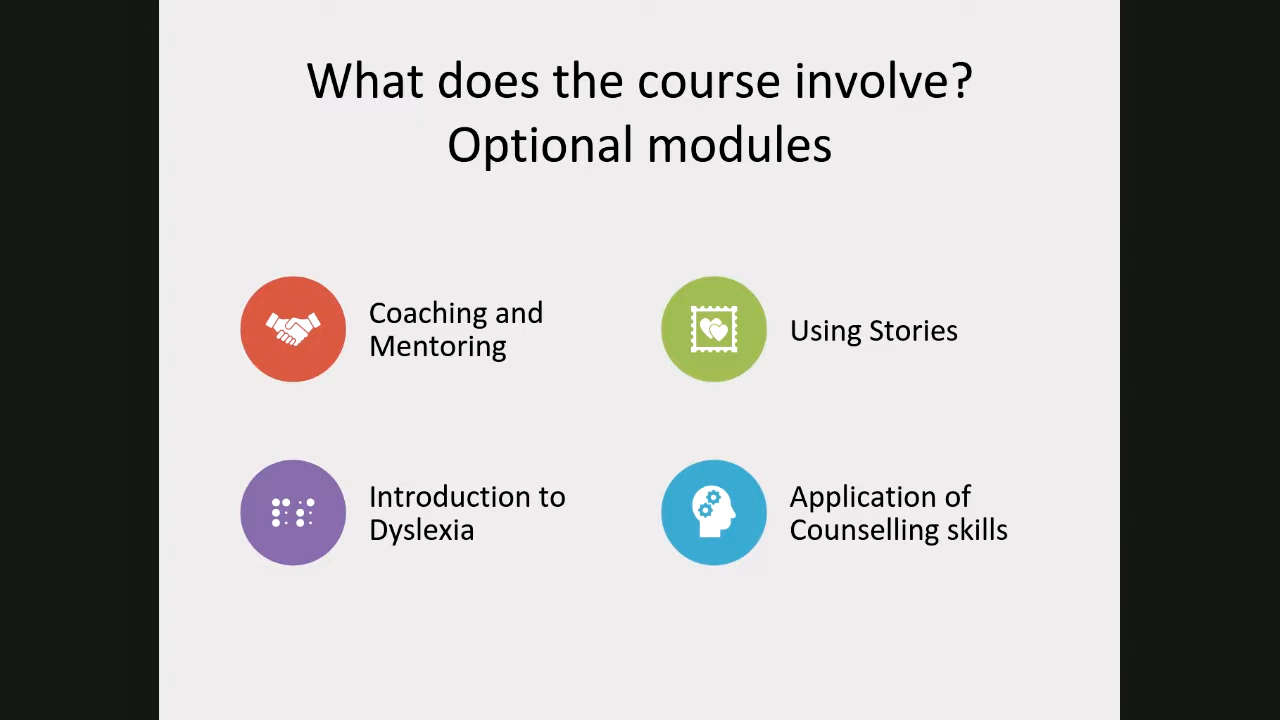 What does the course involve?
Optional modules
Coaching and
Mentoring
Using Stories
Introduction to
Dyslexia
Application of
Counselling skills